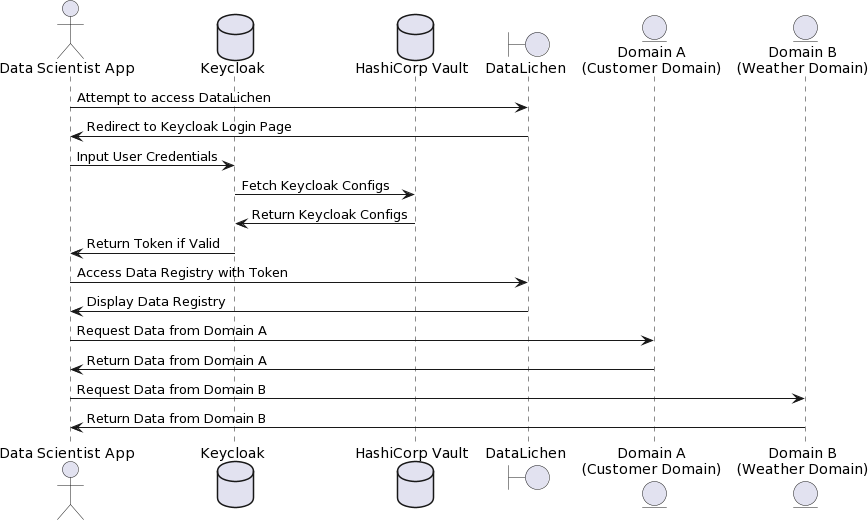 Data Scientist App
Keycloak
HashiCorp Vault
DataLichen
Domain A
(Customer Domain)
Domain B
(Weather Domain)
Attempt to access DataLichen
Redirect to Keycloak Login Page
Input User Credentials
Fetch Keycloak Configs
Return Keycloak Configs
Return Token if Valid
Access Data Registry with Token
Display Data Registry
Request Data from Domain A
Return Data from Domain A
Request Data from Domain B
Return Data from Domain B
Data Scientist App
Keycloak
HashiCorp Vault
DataLichen
Domain A
(Customer Domain)
Domain B
(Weather Domain)